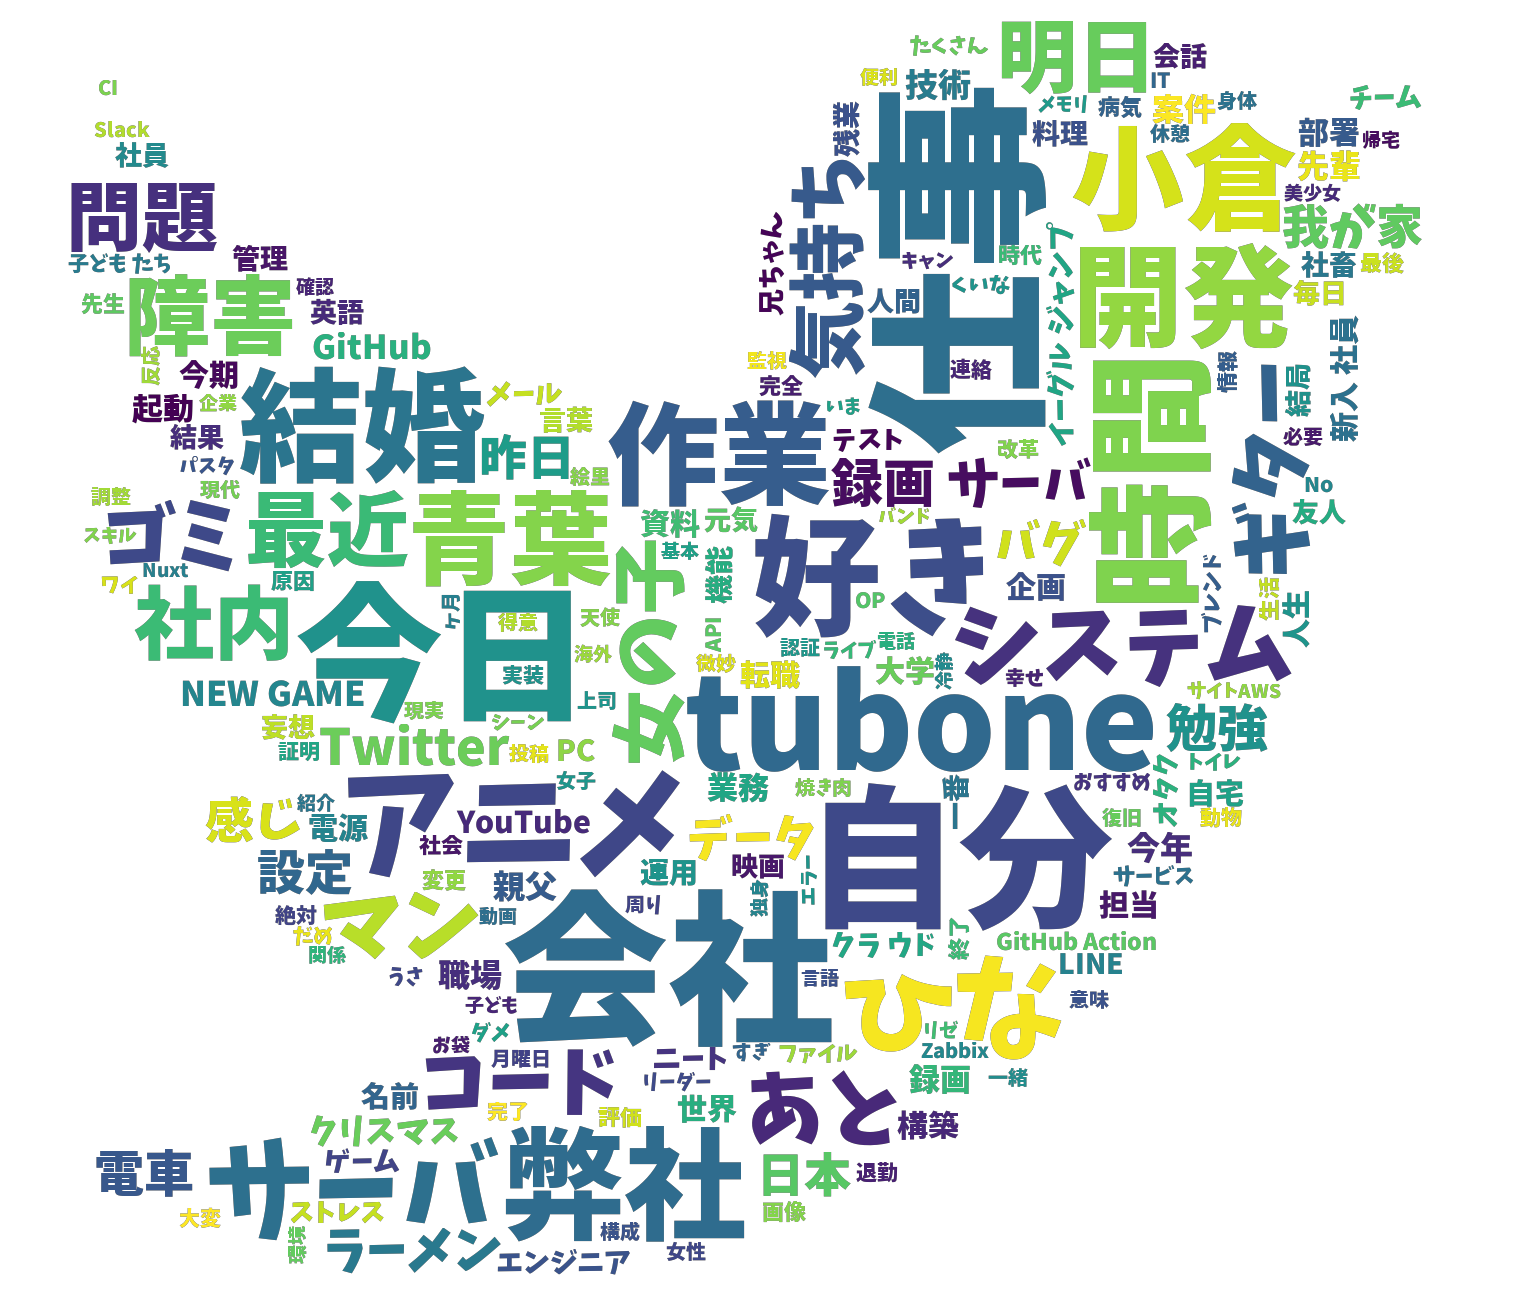 CI
Slack
社員
問題
子どもたち
管理
先生
障害
確認
英語
反応
GitHub
今期
起動
企業
結果
結婚
メール
言葉
昨日
パスタ
現代
絵里
調整
ゴミ
スキル
最近
青葉
Nuxt
ワイ
原因
社内
今日
ヶ月
得意
天使
海外
実装
上司
NEW GAME
現実
シーン
妄想
証明
Twitter
投稿
PC
女の子
資料
元気
基本
機能
API
微妙
転職
たくさん
明日
会話
便利
技術
IT
メモリ
病気
案件
身体
チーム
残業
料理
休憩
部署
帰宅
仕事
小倉
先輩
美少女
我が家
気持ち
兄ちゃん
キャン
時代
ジャンプ
くいな
人間
イーグル
開発
社畜
最後
毎日
監視
完全
連絡
いま
作業
テスト
改革
録画
サーバ
時間
情報
結局
新入社員
必要
ギター
No
友人
バンド
好き
バグ
企画
OP
認証
ライブ
電話
大学
冷静
システム
幸せ
ブレンド
生活
人生
サイト
AWS
tubone
勉強
トイレ
オタク
自宅
動物
おすすめ
復旧
一番
業務
焼き肉
女子
アニメ
YouTube
社会
感じ
紹介
電源
設定
変更
親父
マン
動画
絶対
だめ
関係
データ
映画
運用
独身
エラー
自分
今年
サービス
担当
周り
会社
クラウド
終了
GitHub Action
LINE
意味
言語
ひな
うさ
職場
子ども
ダメ
お袋
月曜日
コード
ニート
すぎ
ファイル
リーダー
リゼ
Zabbix
録画
一緒
名前
完了
評価
世界
あと
構築
クリスマス
ゲーム
電車
サーバ
弊社
日本
退勤
画像
大変
ストレス
環境
ラーメン
エンジニア
構成
女性